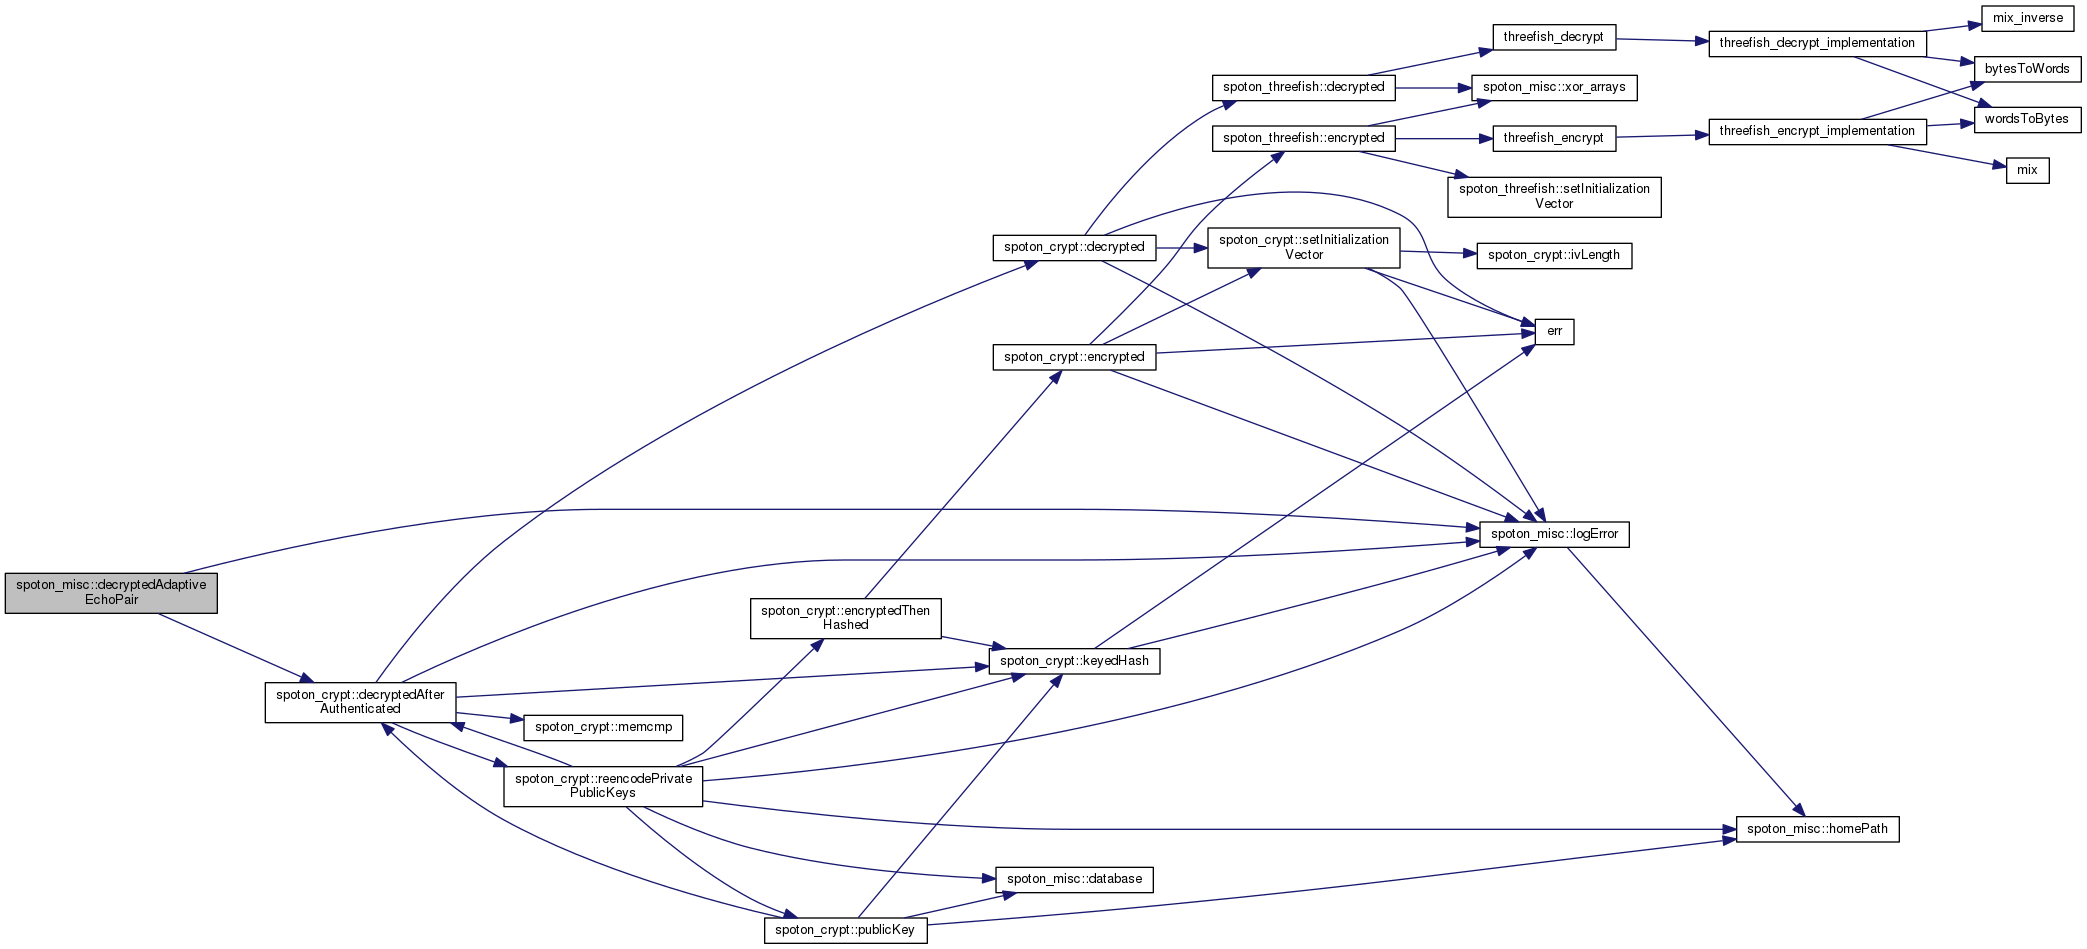 mix_inverse
threefish_decrypt
threefish_decrypt_implementation
bytesToWords
spoton_threefish::decrypted
spoton_misc::xor_arrays
wordsToBytes
spoton_threefish::encrypted
threefish_encrypt
threefish_encrypt_implementation
mix
spoton_threefish::setInitialization
Vector
spoton_crypt::decrypted
spoton_crypt::setInitialization
Vector
spoton_crypt::ivLength
err
spoton_crypt::encrypted
spoton_misc::logError
spoton_misc::decryptedAdaptive
EchoPair
spoton_crypt::encryptedThen
Hashed
spoton_crypt::keyedHash
spoton_crypt::decryptedAfter
Authenticated
spoton_crypt::memcmp
spoton_crypt::reencodePrivate
PublicKeys
spoton_misc::homePath
spoton_misc::database
spoton_crypt::publicKey